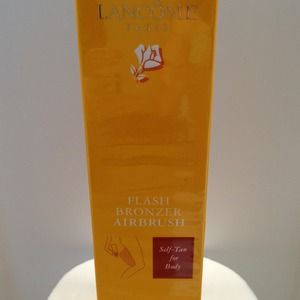 LANCÔME
PARIS
FLASH
BRONZER
AIRBRUSH
Self-Tan
for
Body